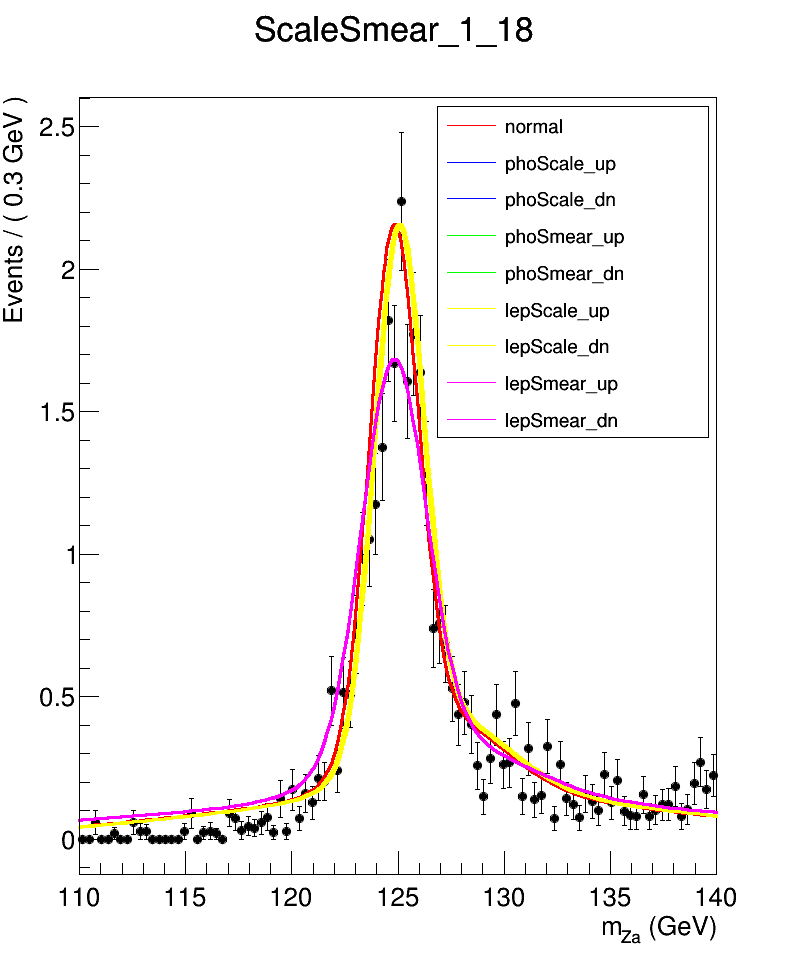 ScaleSmear_1_18
Events / ( 0.3 GeV )
2.5
2
1.5
1
0.5
0
normal
phoScale_up
phoScale_dn
phoSmear_up
phoSmear_dn
lepScale_up
lepScale_dn
lepSmear_up
lepSmear_dn
110 115 120 125 130 135 140
m_Za (GeV)